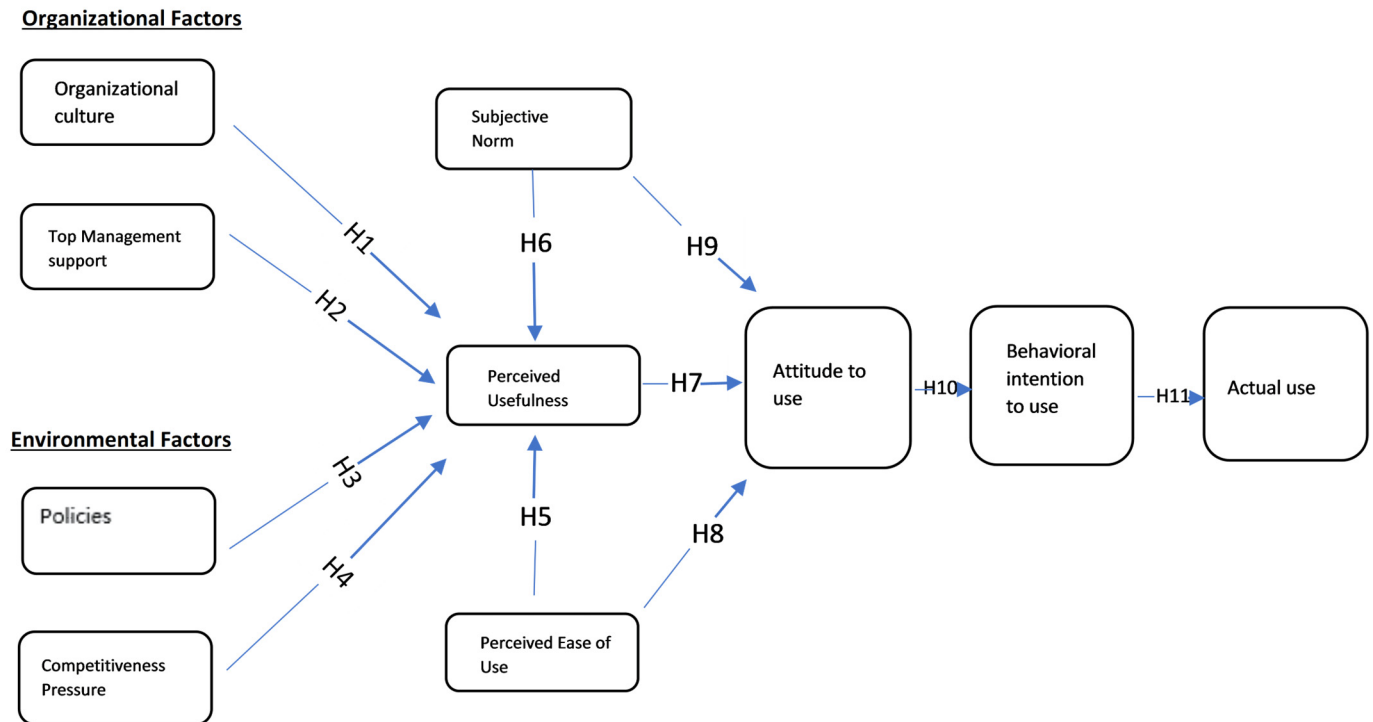 Organizational Factors
Organizational
culture
Subjective
Norm
Top Management
support
H1
H6
H9
H2
Perceived
Usefulness
H7
Attitude to
use
H10
Behavioral
intention
to use
H11
Actual use
Environmental Factors
H3
Policies
H5
H8
H4
Competitiveness
Pressure
Perceived Ease of
Use